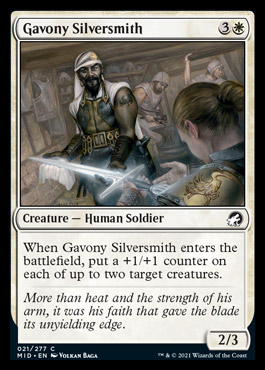 Gavony Silversmith 3
Creature — Human Soldier
When Gavony Silversmith enters the
battlefield, put a +1/+1 counter on
each of up to two target creatures.
More than heat and the strength of his
arm, it was his faith that gave the blade
its unyielding edge.
2/3
021/277 C
MID • EN Volkan Baga
™ & © 2021 Wizards of the Coast